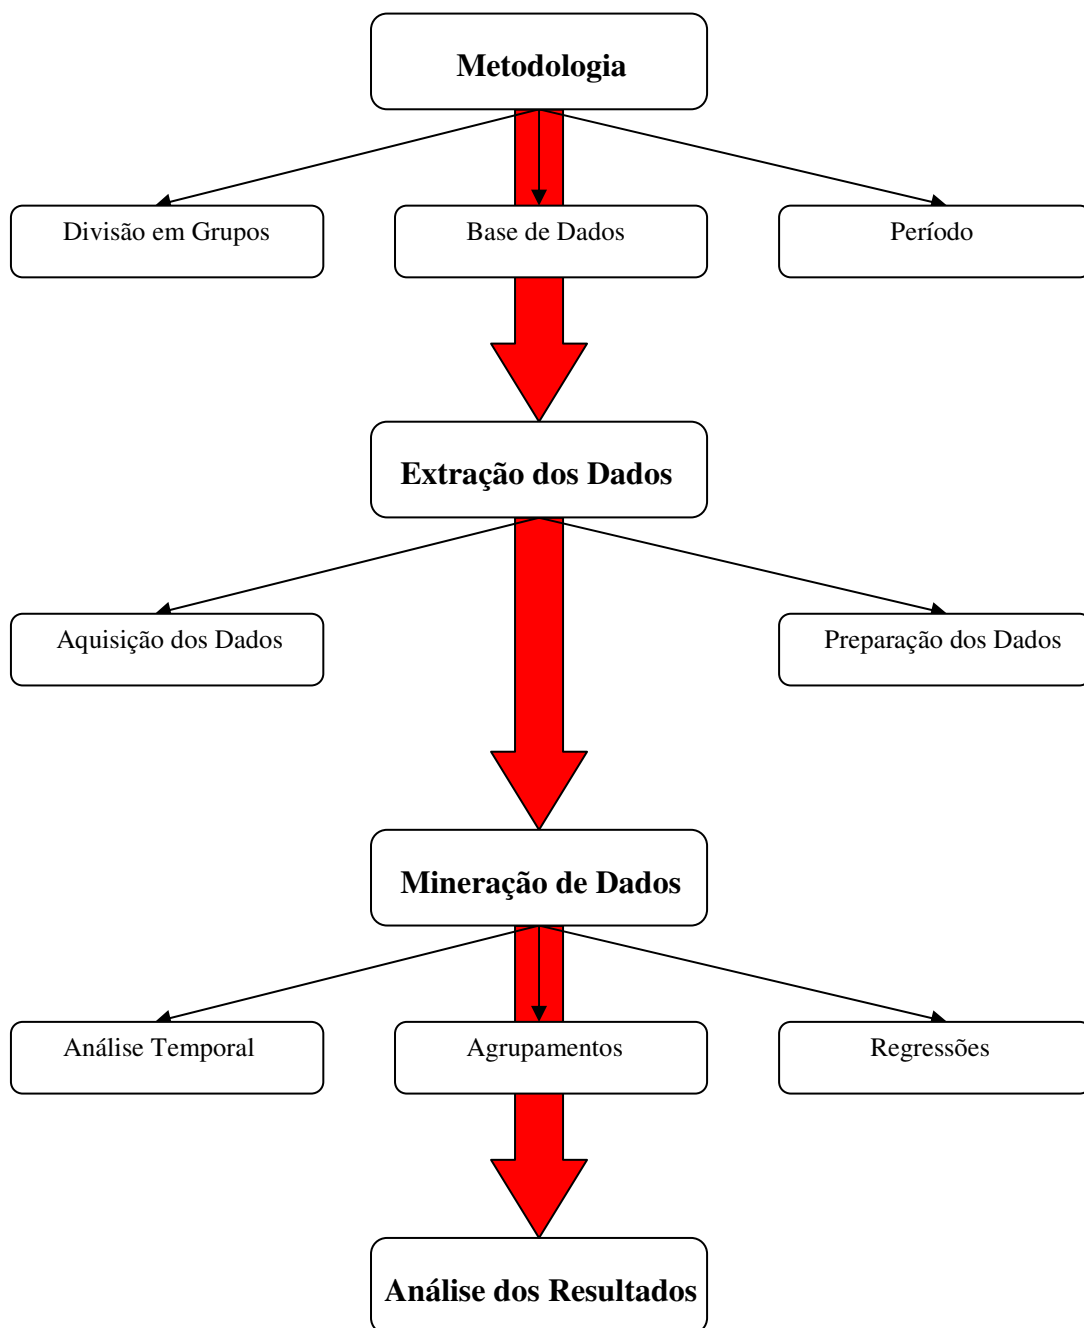 Metodologia
Divisão em Grupos
Base de Dados
Período
Extração dos Dados
Aquisição dos Dados
Preparação dos Dados
Mineração de Dados
Análise Temporal
Agrupamentos
Regressões
Análise dos Resultados